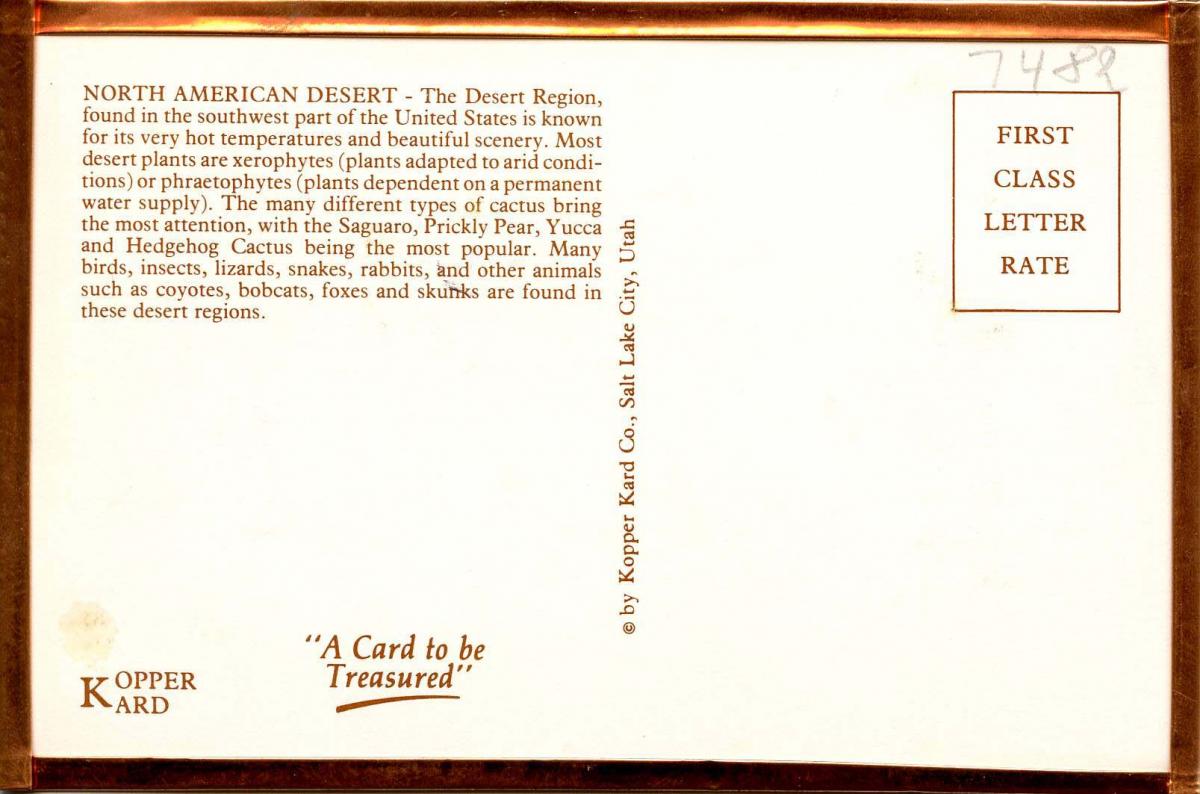 7482
NORTH AMERICAN DESERT - The Desert Region,
found in the southwest part of the United States is known
for its very hot temperatures and beautiful scenery. Most
desert plants are xerophytes (plants adapted to arid condi-
tions) or phraetophytes (plants dependent on a permanent
water supply). The many different types of cactus bring
the most attention, with the Saguaro, Prickly Pear, Yucca
and Hedgehog Cactus being the most popular. Many
birds, insects, lizards, snakes, rabbits, and other animals
such as coyotes, bobcats, foxes and skunks are found in
these desert regions.
FIRST
CLASS
LETTER
RATE
© by Kopper Kard Co., Salt Lake City, Utah
"A Card to be
Treasured"
KOPPER
KARD